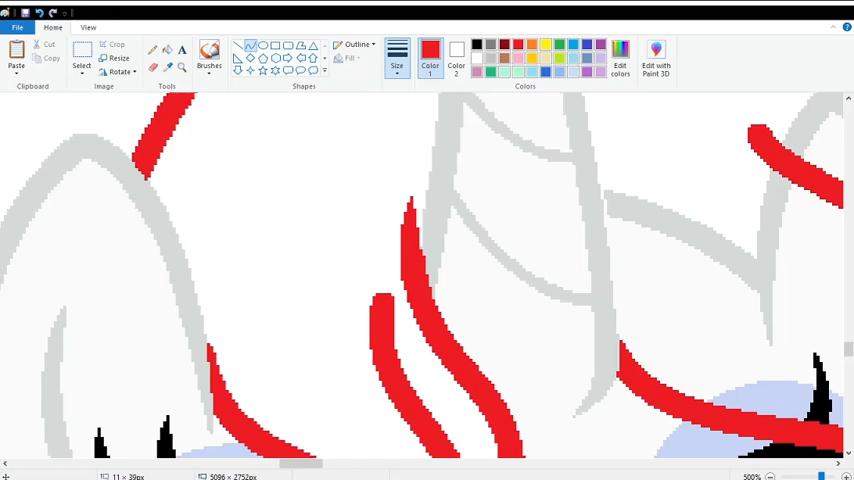 File Home View
Paste Cut Copy Select Crop Resize Rotate Brushes Outline Fill Size Color 1 Color 2 Edit colors Edit with Paint 3D
Clipboard Image Tools Shapes Colors
11 × 39px 5096 × 2752px 500%